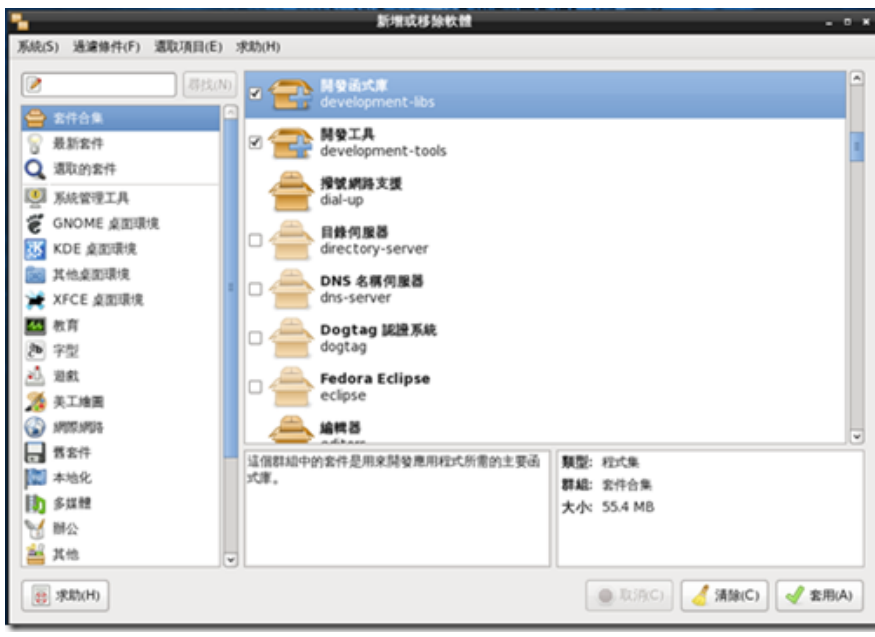 新增或移除軟體
系統(S) 過濾條件(F) 選取項目(E) 求助(H)
尋找(N)
套件合集
最新套件
選取的套件
系統管理工具
GNOME 桌面環境
KDE 桌面環境
其他桌面環境
XFCE 桌面環境
教育
字型
遊戲
美工繪圖
網際網路
舊套件
本地化
多媒體
辦公
其他
開發函式庫
development-libs
開發工具
development-tools
撥號網路支援
dial-up
目錄伺服器
directory-server
DNS 名稱伺服器
dns-server
Dogtag 認證系統
dogtag
Fedora Eclipse
eclipse
編輯器
editors
這個群組中的套件是用來開發應用程式所需的主要函
式庫。
類型: 程式集
群組: 套件合集
大小: 55.4 MB
求助(H)
取消(C)
清除(C)
套用(A)